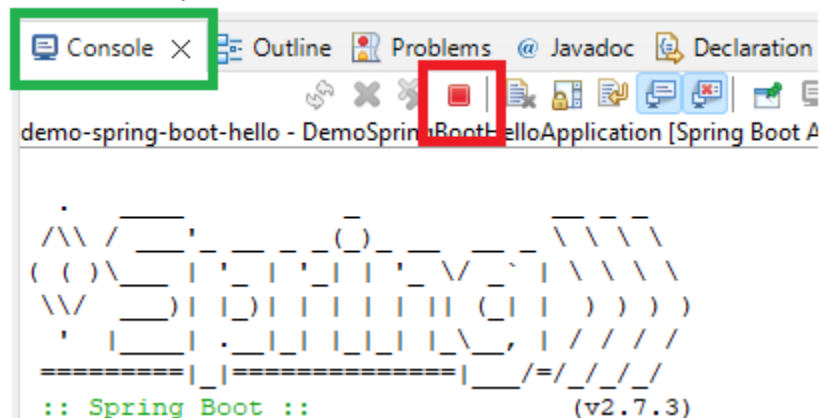 Console Outline Problems @ Javadoc Declaration
demo-spring-boot-hello - DemoSpringBootHelloApplication [Spring Boot A
  .   ____          _            __ _ _
 /\\ / ___'_ __ _ _(_)_ __  __ _ \ \ \ \
( ( )\___ | '_ | '_| | '_ \/ _` | \ \ \ \
 \\/  ___)| |_)| | | | | || (_| |  ) ) ) )
  '  |____| .__|_| |_|_| |_\__, | / / / /
 =========|_|==============|___/=/_/_/_/
 :: Spring Boot ::                (v2.7.3)